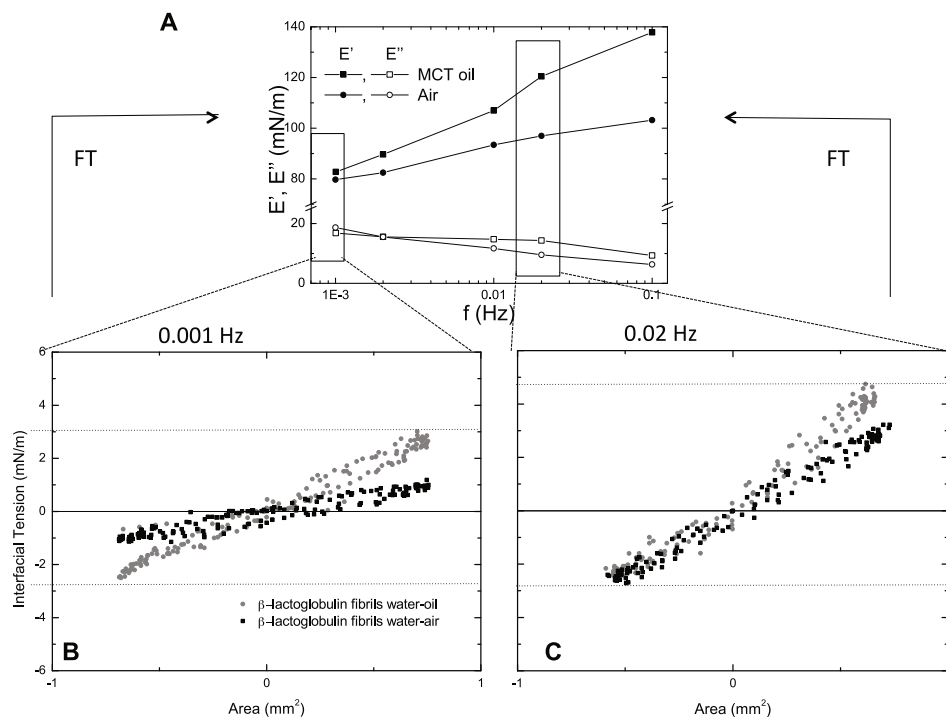 A
E' E"
, MCT oil
, Air
E', E" (mN/m)
140
120
100
80
20
0
1E-3 0.01 0.1
f (Hz)
FT
FT
0.001 Hz
0.02 Hz
6
4
2
0
-2
-4
-6
Interfacial Tension (mN/m)
β-lactoglobulin fibrils water-oil
β-lactoglobulin fibrils water-air
B
-1 0 1
Area (mm²)
C
-1 0
Area (mm²)